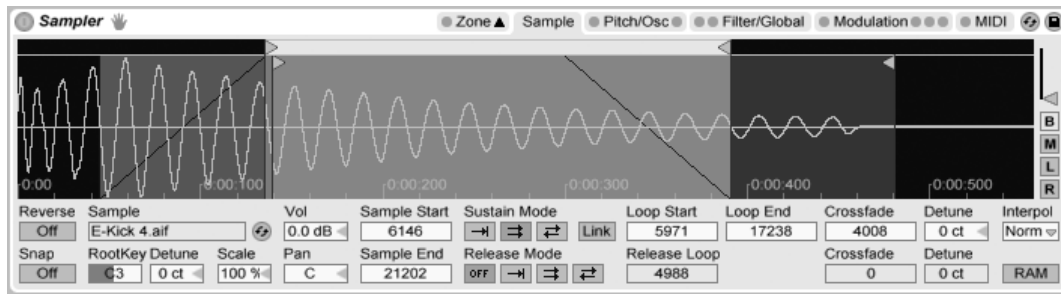 Sampler Zone Sample Pitch/Osc Filter/Global Modulation MIDI
0:00 0:00:100 0:00:200 0:00:300 0:00:400 0:00:500
B
M
L
R
Reverse Sample Vol Sample Start Sustain Mode Loop Start Loop End Crossfade Detune Interpol
Off E-Kick 4.aif 0.0 dB 6146 Link 5971 17238 4008 0 ct Norm
Snap RootKey Detune Scale Pan Sample End Release Mode Release Loop Crossfade Detune
Off C3 0 ct 100 % C 21202 OFF 4988 0 0 ct RAM